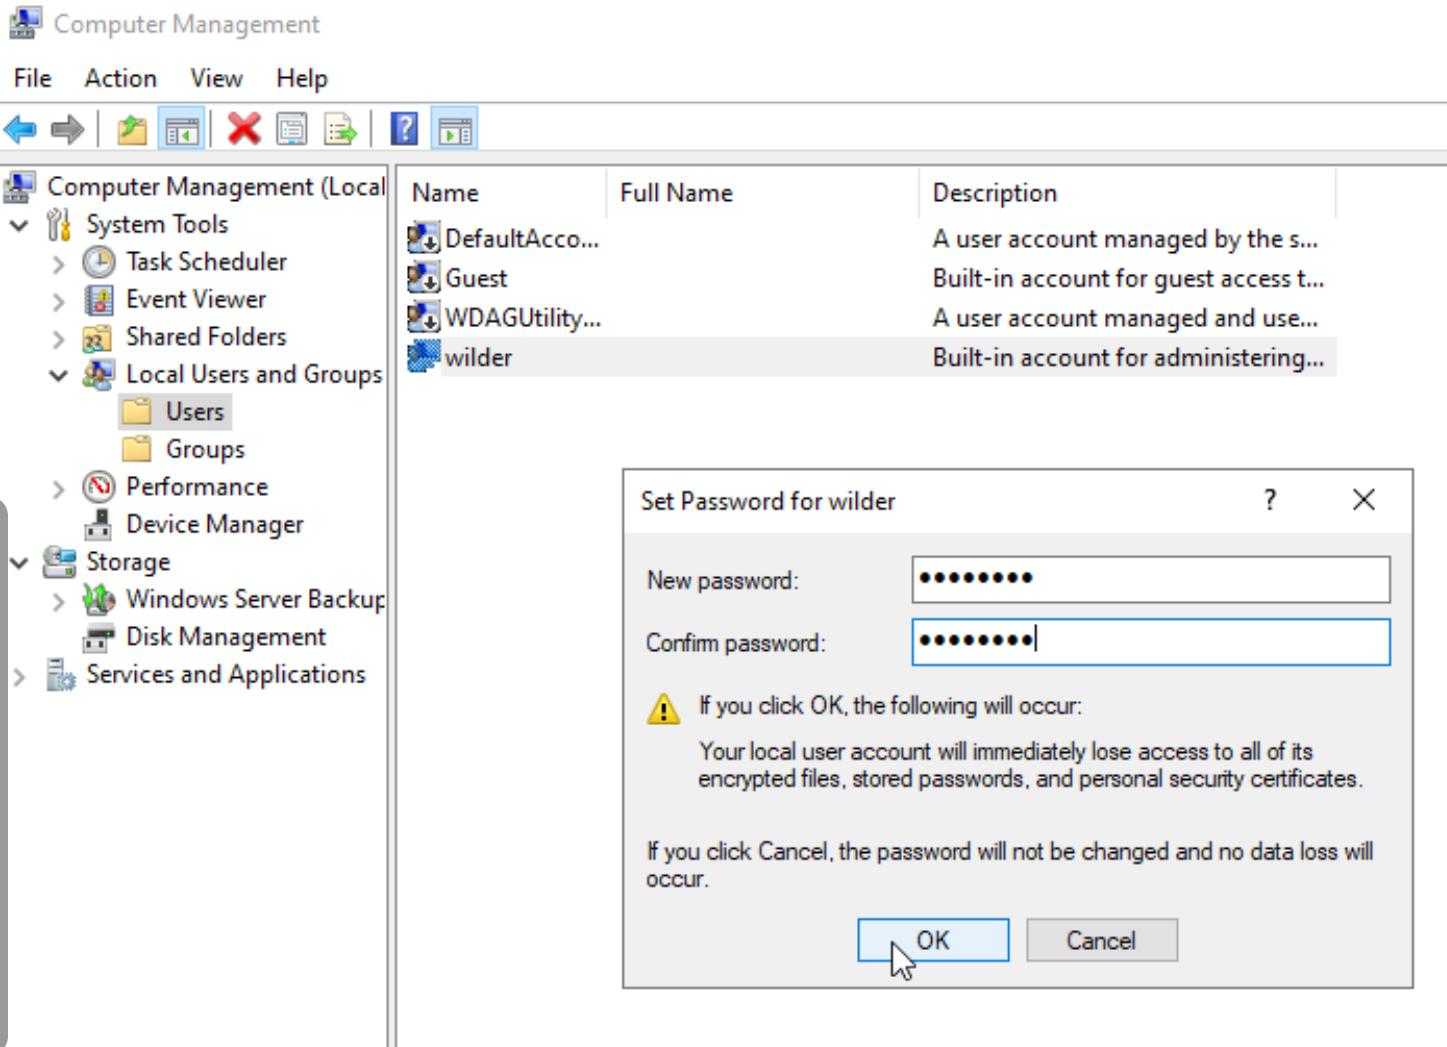 Computer Management
File Action View Help
Computer Management (Local
System Tools
Task Scheduler
Event Viewer
Shared Folders
Local Users and Groups
Users
Groups
Performance
Device Manager
Storage
Windows Server Backup
Disk Management
Services and Applications
Name Full Name Description
DefaultAcco... A user account managed by the s...
Guest Built-in account for guest access t...
WDAGUtility... A user account managed and use...
wilder Built-in account for administering...
Set Password for wilder
New password: ●●●●●●●●
Confirm password: ●●●●●●●●
If you click OK, the following will occur:
Your local user account will immediately lose access to all of its
encrypted files, stored passwords, and personal security certificates.
If you click Cancel, the password will not be changed and no data loss will
occur.
OK Cancel